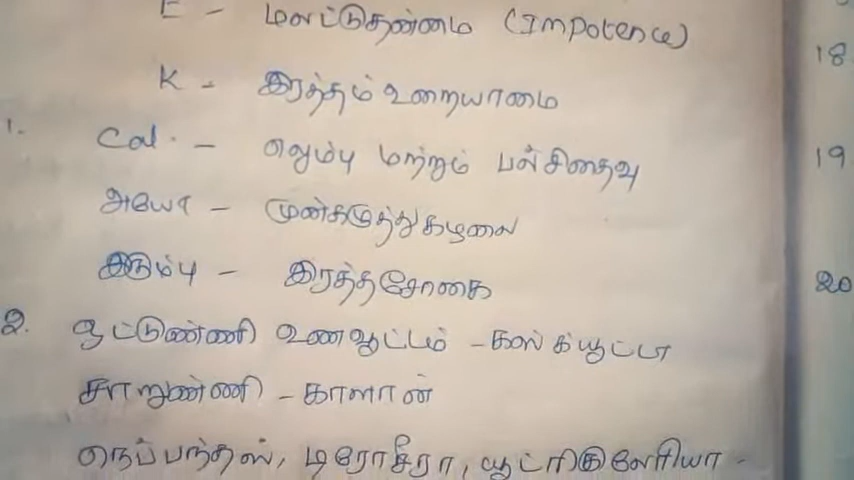 E - மலட்டுதன்மை (Impotence)
18
K - இரத்தம் உறையாமை
1.
Cal. - எலும்பு மற்றும் பல்சிதைவு
19
அயோ - முன்கழுத்துகழலை
இரும்பு - இரத்தசோகை
20
2. ஒட்டுண்ணி உணவூட்டம் - கஸ்க்யூட்டா
சாறுண்ணி - காளான்
நெப்பந்தஸ், டிரோசீரா, யூட்ரிகுலேரியா -